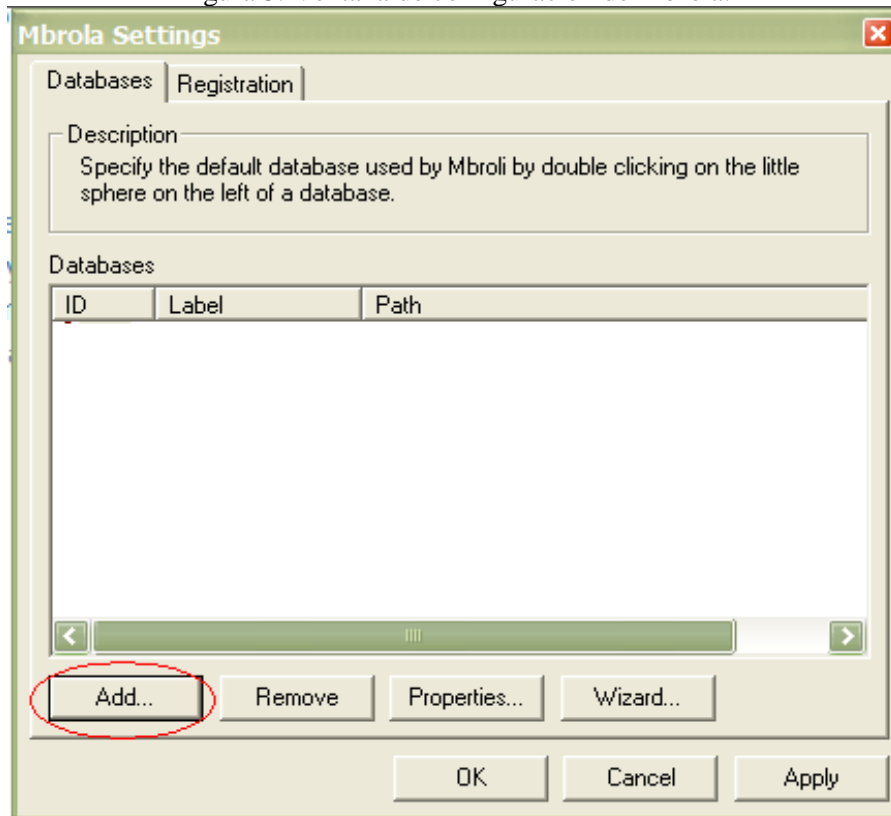 Mbrola Settings
Databases Registration
Description
Specify the default database used by Mbroli by double clicking on the little
sphere on the left of a database.
Databases
ID Label Path
Add... Remove Properties... Wizard...
OK Cancel Apply